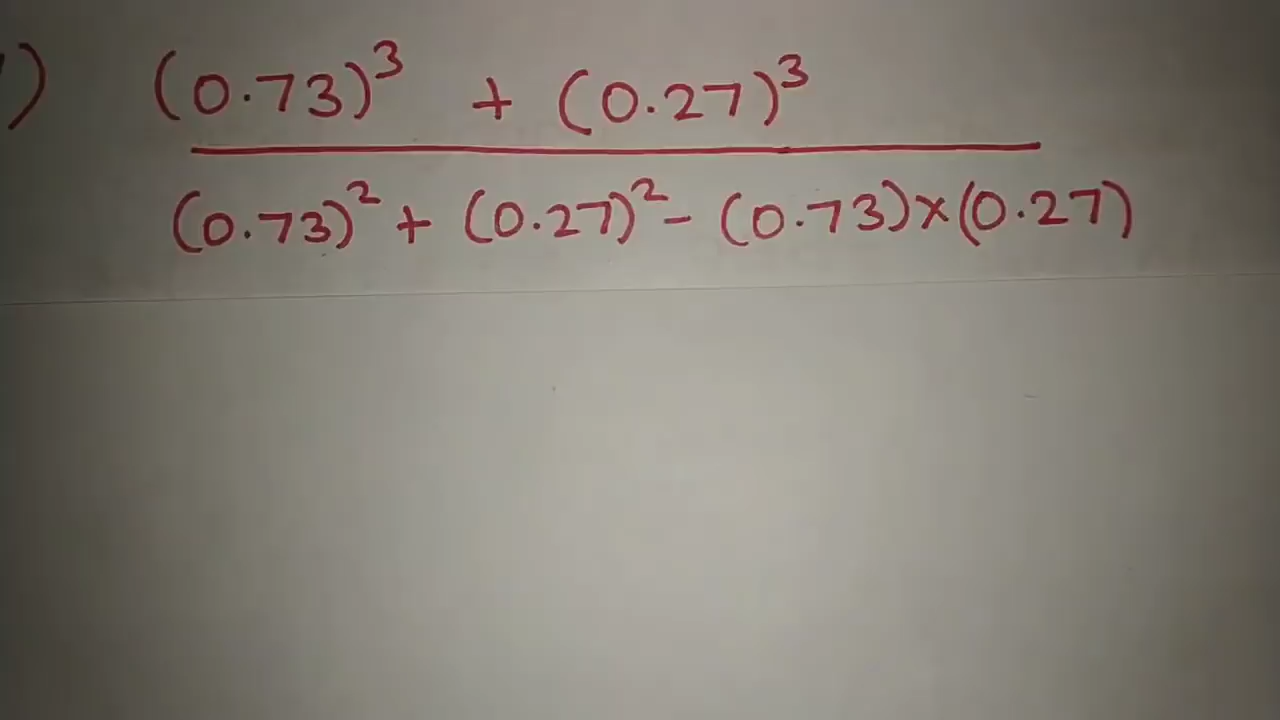 ) (0.73)³ + (0.27)³
(0.73)² + (0.27)² - (0.73)×(0.27)